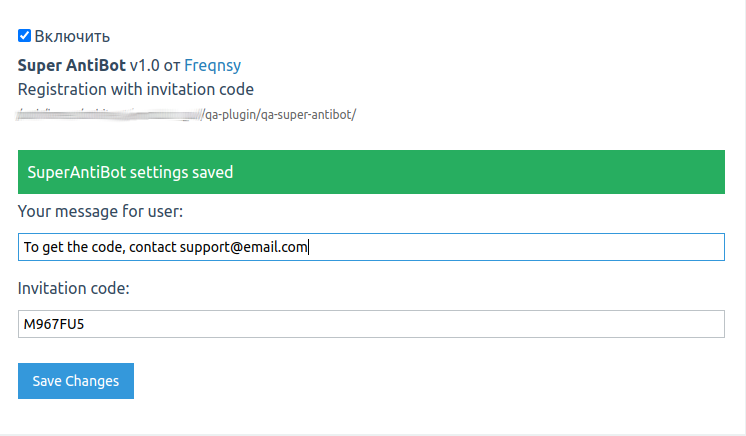 Включить
Super AntiBot v1.0 от Freqnsy
Registration with invitation code
/qa-plugin/qa-super-antibot/
SuperAntiBot settings saved
Your message for user:
To get the code, contact support@email.com
Invitation code:
M967FU5
Save Changes